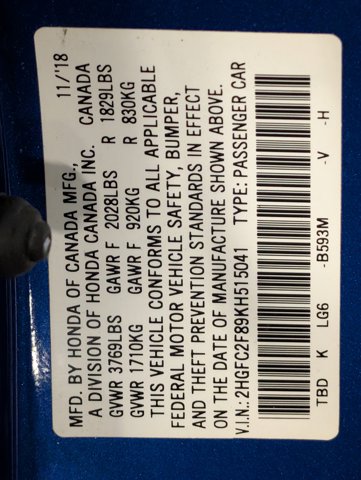 MFD. BY HONDA OF CANADA MFG., 11/'18
A DIVISION OF HONDA CANADA INC. CANADA
GVWR 3769LBS GAWR F 2028LBS R 1829LBS
GVWR 1710KG GAWR F 920KG R 830KG
THIS VEHICLE CONFORMS TO ALL APPLICABLE
FEDERAL MOTOR VEHICLE SAFETY, BUMPER,
AND THEFT PREVENTION STANDARDS IN EFFECT
ON THE DATE OF MANUFACTURE SHOWN ABOVE.
V.I.N.: 2HGFC2F89KH515041 TYPE: PASSENGER CAR
TBD K LG6 -B593M -V -H